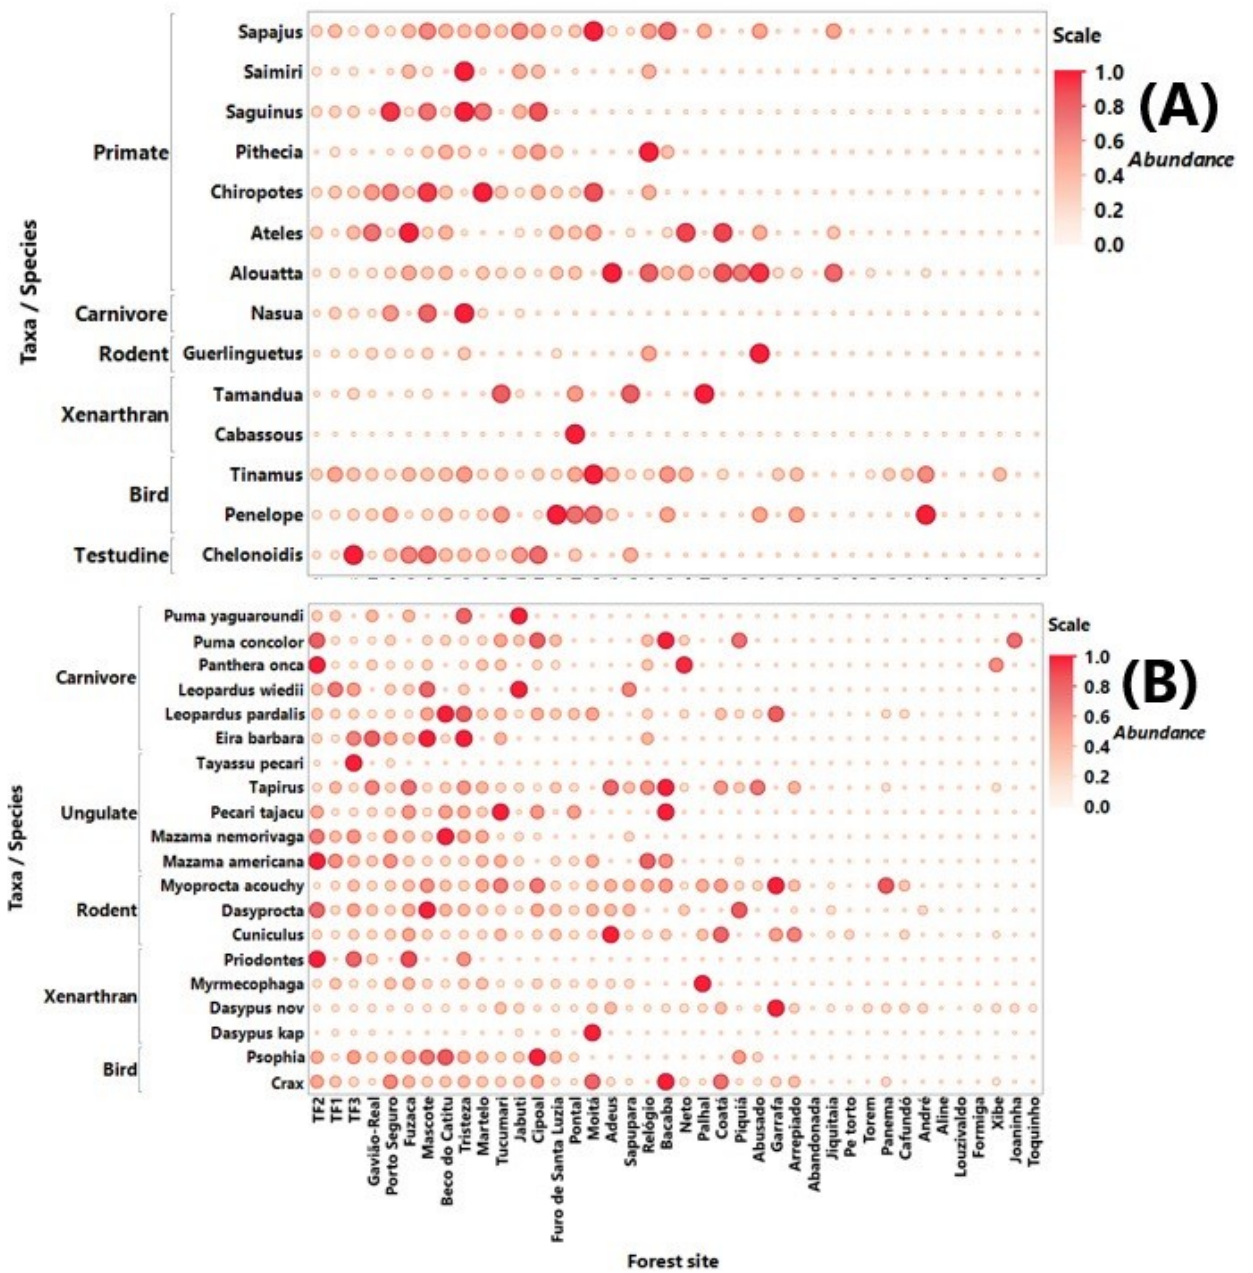 Sapajus
Saimiri
Saguinus
Primate
Pithecia
Chiropotes
Ateles
Alouatta
Carnivore
Nasua
Rodent
Guerlinguetus
Tamandua
Xenarthran
Cabassous
Tinamus
Bird
Penelope
Testudine
Chelonoidis
Taxa / Species
Scale
1.0
0.8
0.6
0.4
0.2
0.0
Abundance
(A)
Puma yaguaroundi
Puma concolor
Panthera onca
Carnivore
Leopardus wiedii
Leopardus pardalis
Eira barbara
Tayassu pecari
Tapirus
Ungulate
Pecari tajacu
Mazama nemorivaga
Mazama americana
Myoprocta acouchy
Rodent
Dasyprocta
Cuniculus
Priodontes
Myrmecophaga
Xenarthran
Dasypus nov
Dasypus kap
Psophia
Bird
Crax
Taxa / Species
Scale
1.0
0.8
0.6
0.4
0.2
0.0
Abundance
(B)
TF2
TF1
TF3
Gavião-Real
Porto Seguro
Fuzaca
Mascote
Beco do Catitu
Tristeza
Martelo
Tucumari
Jabuti
Cipoal
Furo de Santa Luzia
Pontal
Moitá
Adeus
Sapupara
Relógio
Bacaba
Neto
Palhal
Coatá
Piquiá
Abusado
Garrafa
Arrepiado
Abandonada
Jiquitaia
Pe torto
Torem
Panema
Cafundó
André
Aline
Louzivaldo
Formiga
Xibe
Joaninha
Toquinho
Forest site